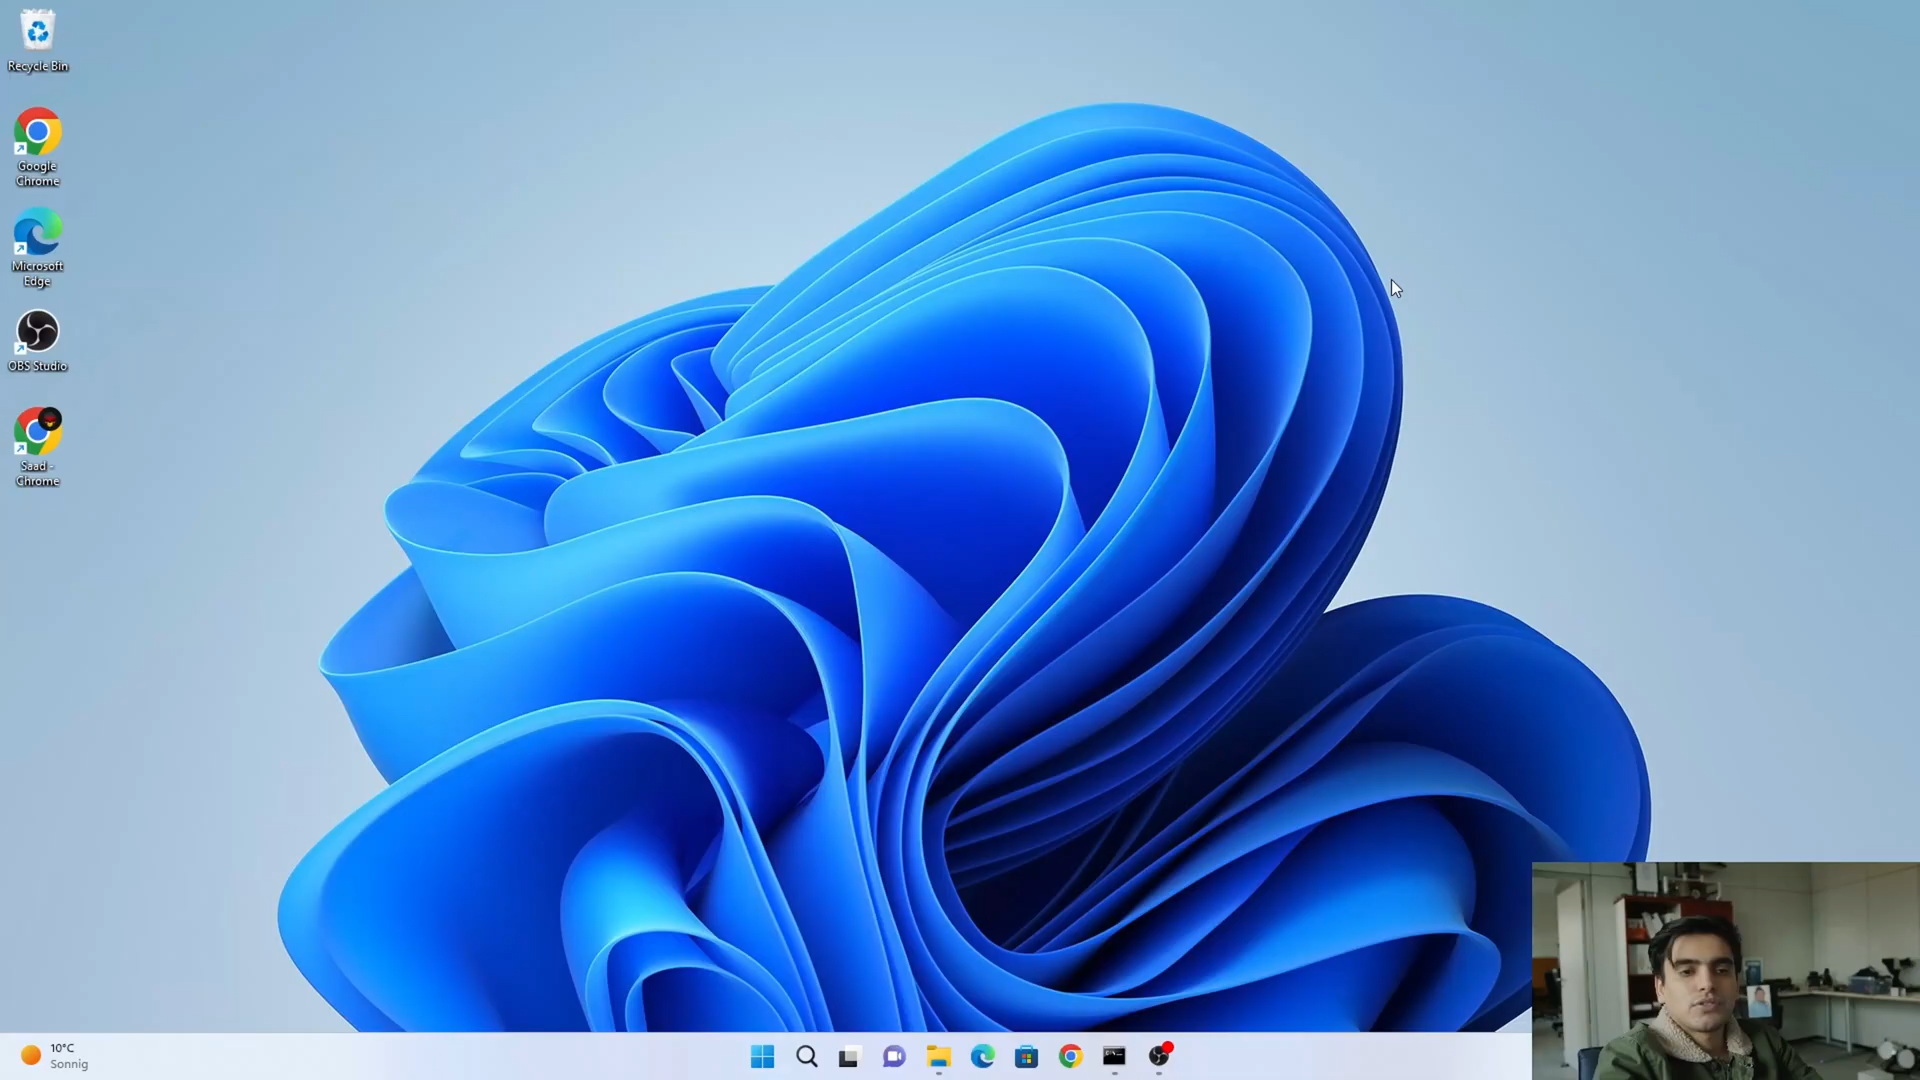 Recycle Bin
Google
Chrome
Microsoft
Edge
OBS Studio
Saad -
Chrome
10°C
Sonnig